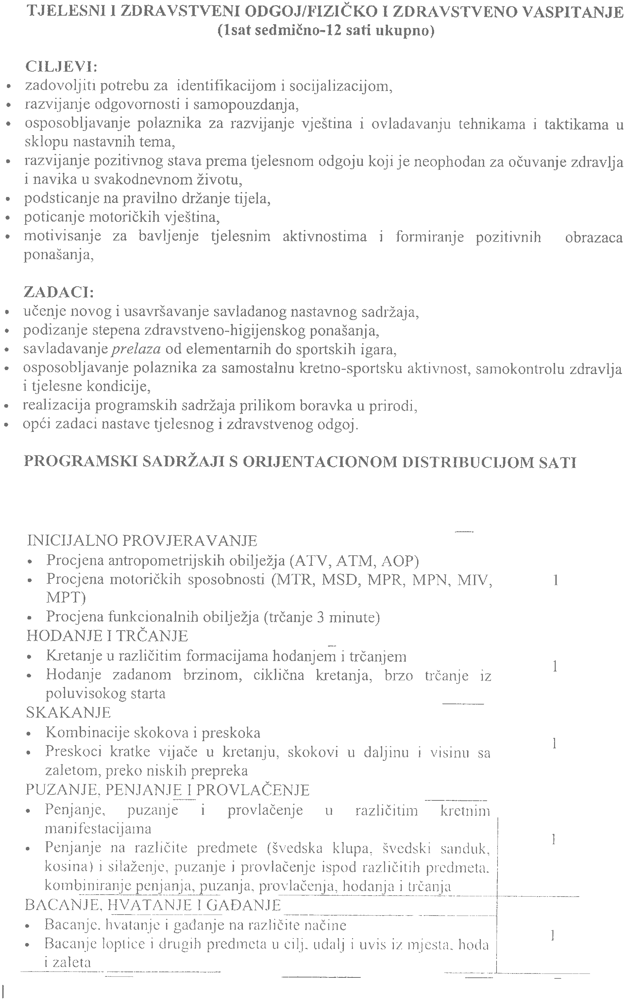 TJELESNI I ZDRAVSTVENI ODGOJ/FIZIČKO I ZDRAVSTVENO VASPITANJE
(1sat sedmično-12 sati ukupno)
CILJEVI:
• zadovoljiti potrebu za identifikacijom i socijalizacijom,
• razvijanje odgovornosti i samopouzdanja,
• osposobljavanje polaznika za razvijanje vještina i ovladavanju tehnikama i taktikama u
sklopu nastavnih tema,
• razvijanje pozitivnog stava prema tjelesnom odgoju koji je neophodan za očuvanje zdravlja
i navika u svakodnevnom životu,
• podsticanje na pravilno držanje tijela,
• poticanje motoričkih vještina,
• motivisanje za bavljenje tjelesnim aktivnostima i formiranje pozitivnih obrazaca
ponašanja,
ZADACI:
• učenje novog i usavršavanje savladanog nastavnog sadržaja,
• podizanje stepena zdravstveno-higijenskog ponašanja,
• savladavanje prelaza od elementarnih do sportskih igara,
• osposobljavanje polaznika za samostalnu kretno-sportsku aktivnost, samokontrolu zdravlja
i tjelesne kondicije,
• realizacija programskih sadržaja prilikom boravka u prirodi,
• opći zadaci nastave tjelesnog i zdravstvenog odgoj.
PROGRAMSKI SADRŽAJI S ORIJENTACIONOM DISTRIBUCIJOM SATI
INICIJALNO PROVJERAVANJE
• Procjena antropometrijskih obilježja (ATV, ATM, AOP)
• Procjena motoričkih sposobnosti (MTR, MSD, MPR, MPN, MIV, 1
MPT)
• Procjena funkcionalnih obilježja (trčanje 3 minute)
HODANJE I TRČANJE
• Kretanje u različitim formacijama hodanjem i trčanjem 1
• Hodanje zadanom brzinom, ciklična kretanja, brzo trčanje iz
poluvisokog starta
SKAKANJE
• Kombinacije skokova i preskoka 1
• Preskoci kratke vijače u kretanju, skokovi u daljinu i visinu sa
zaletom, preko niskih prepreka
PUZANJE, PENJANJE I PROVLAČENJE
• Penjanje, puzanje i provlačenje u različitim kretnim
manifestacijama 1
• Penjanje na različite predmete (švedska klupa, švedski sanduk,
kosina) i silaženje, puzanje i provlačenje ispod različitih predmeta.
kombiniranje penjanja, puzanja, provlačenja, hodanja i trčanja
BACANJE, HVATANJE I GAĐANJE
• Bacanje. hvatanje i gađanje na različite načine 1
• Bacanje loptice i drugih predmeta u cilj. udalj i uvis iz mjesta. hoda
i zaleta